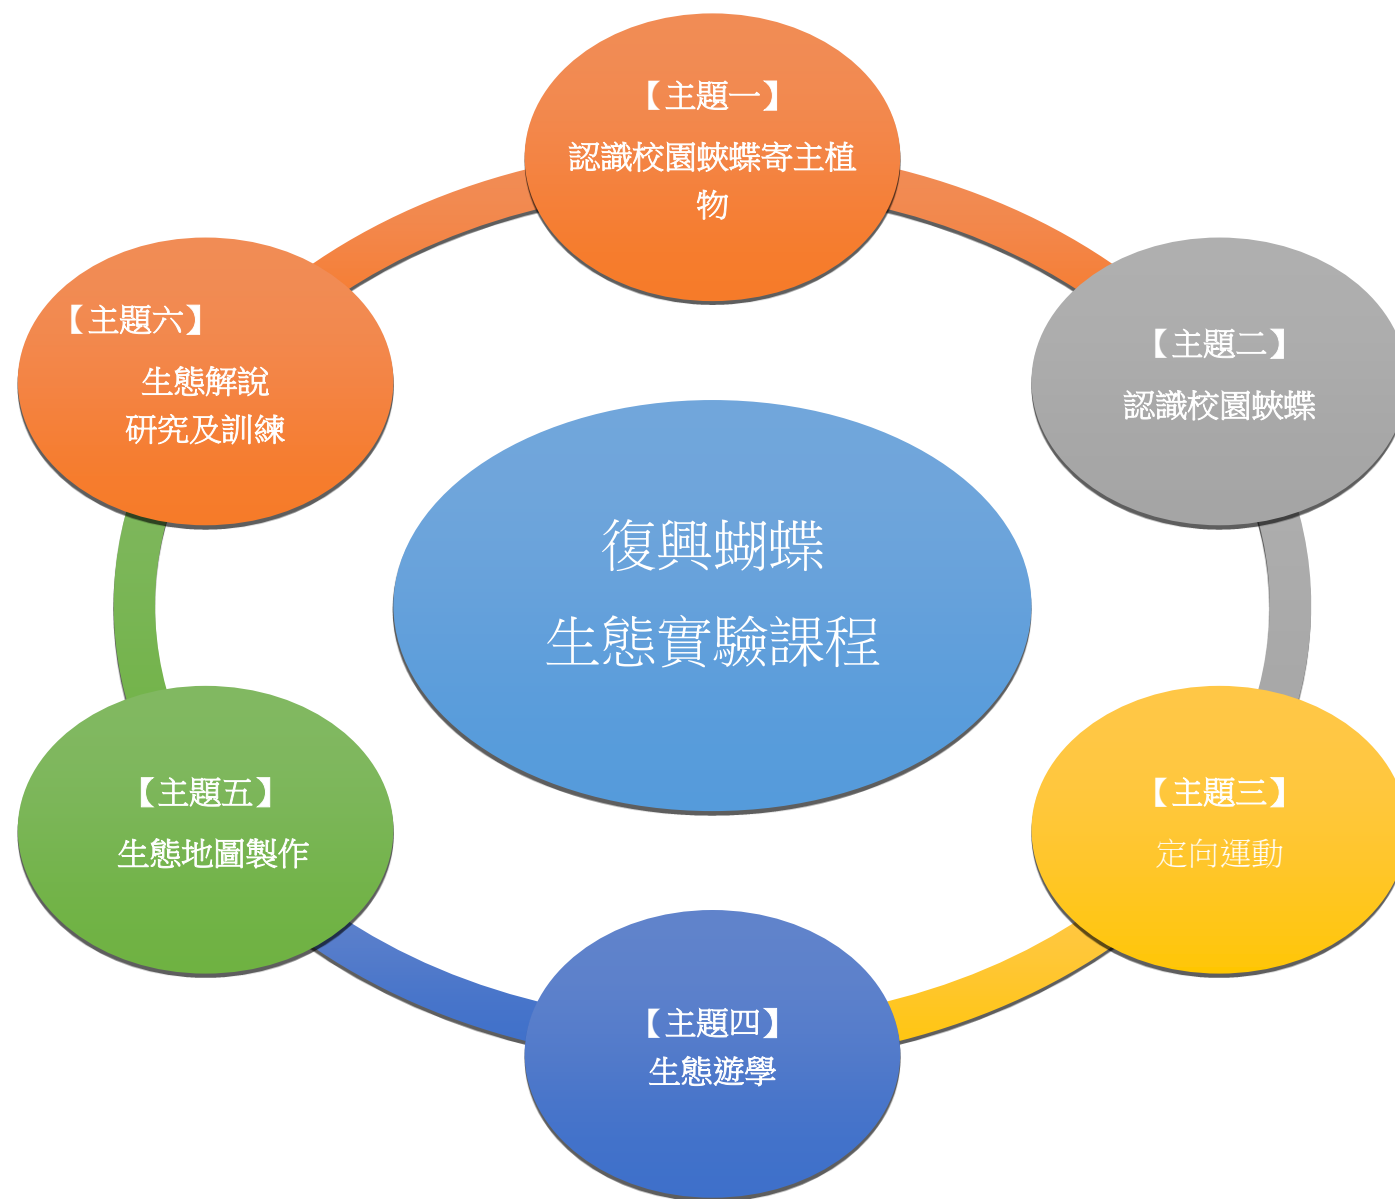 【主題一】
認識校園蛺蝶寄主植
物
【主題二】
認識校園蛺蝶
【主題三】
定向運動
【主題四】
生態遊學
【主題五】
生態地圖製作
【主題六】
生態解說
研究及訓練
復興蝴蝶
生態實驗課程